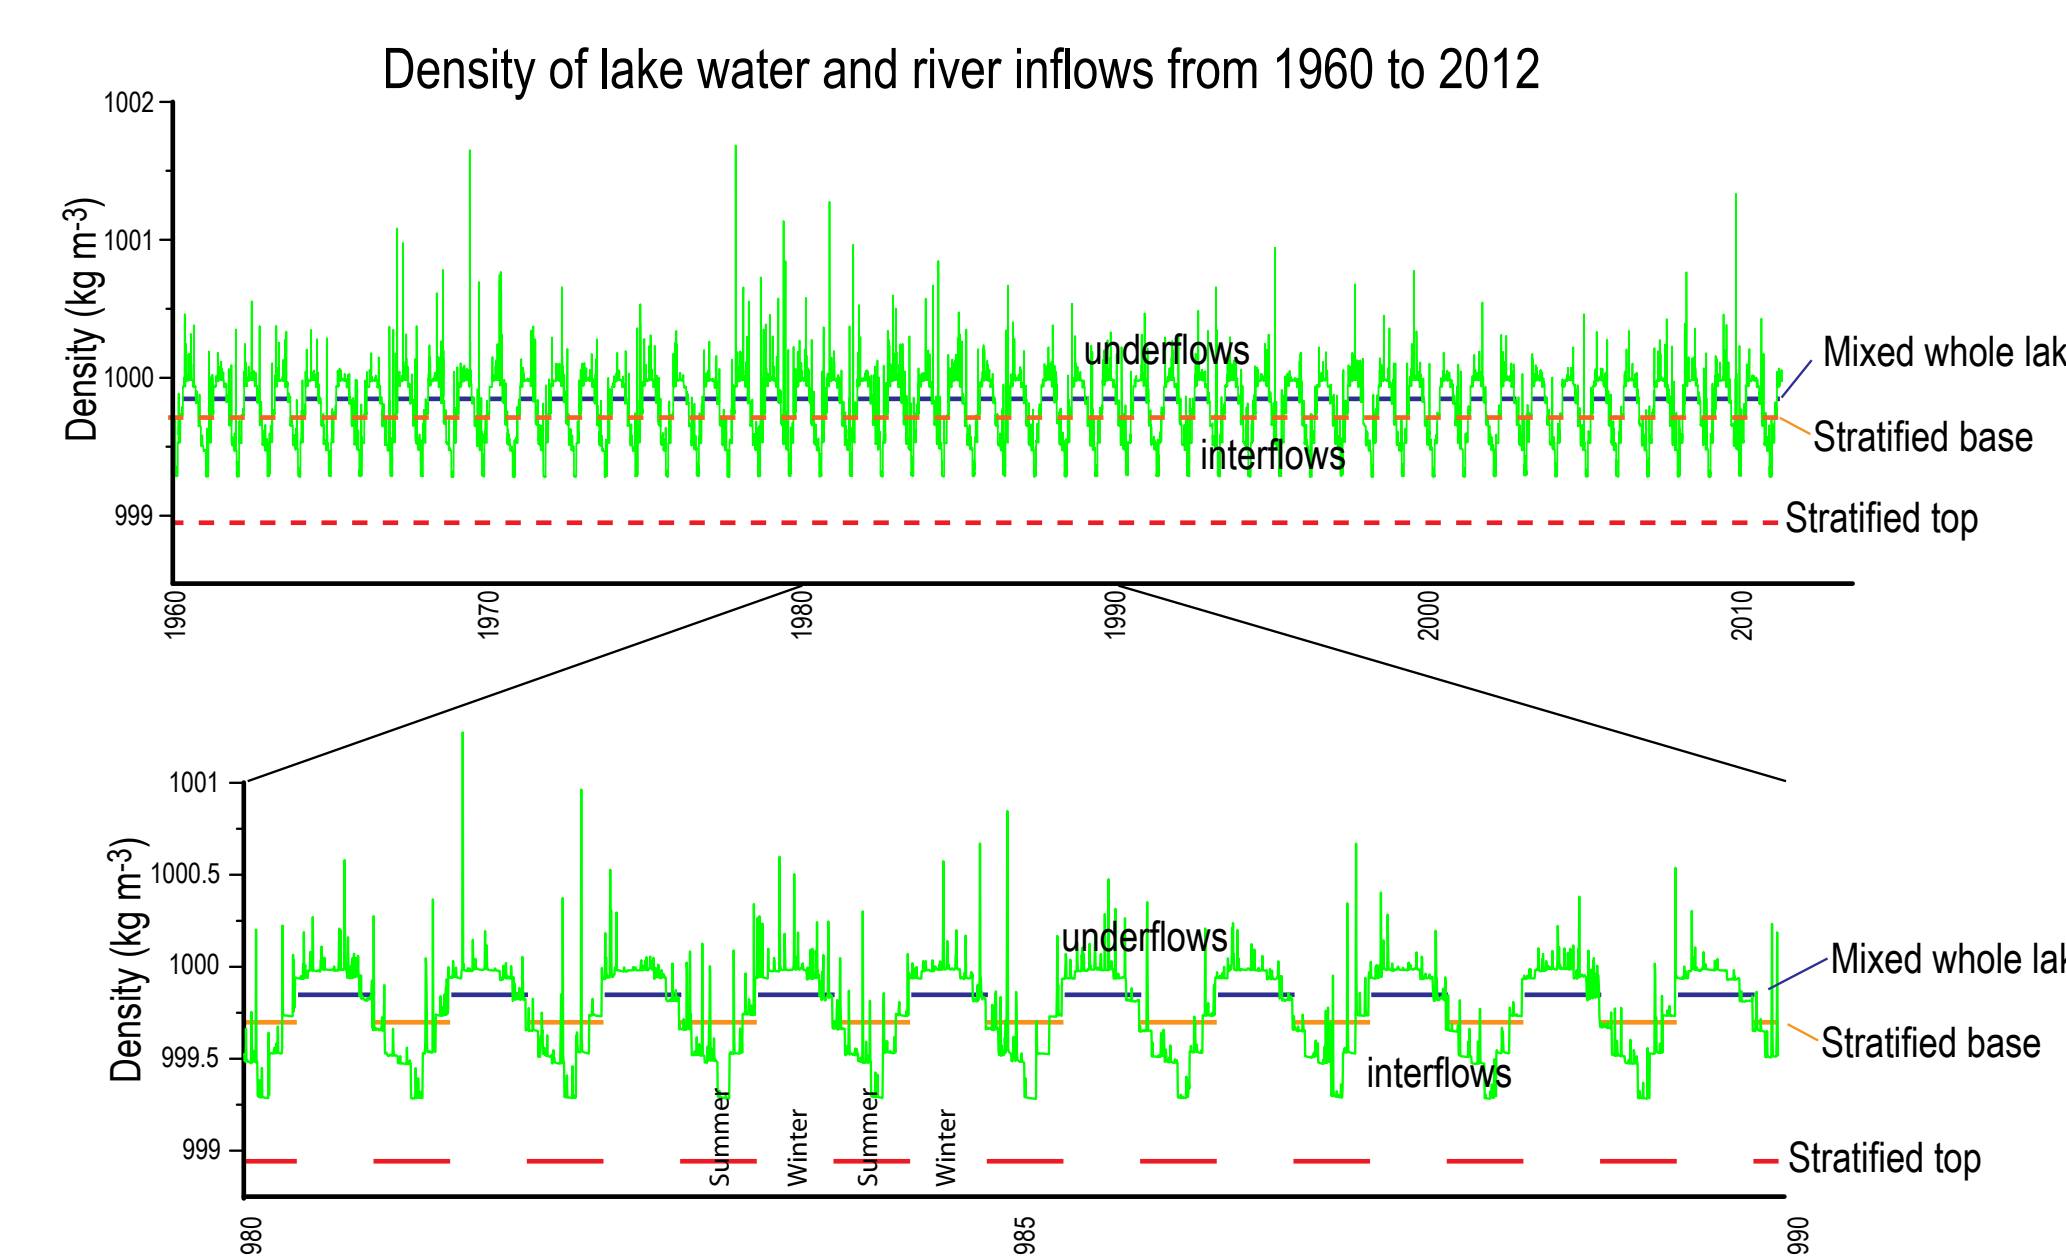 Density of lake water and river inflows from 1960 to 2012
Density (kg m-3)
1002
1001
1000
999
underflows
interflows
Mixed whole lak
Stratified base
Stratified top
1960
1970
1980
1990
2000
2010
Density (kg m-3)
1001
1000.5
1000
999.5
999
underflows
interflows
Mixed whole lak
Stratified base
Stratified top
Summer
Winter
Summer
Winter
980
985
990